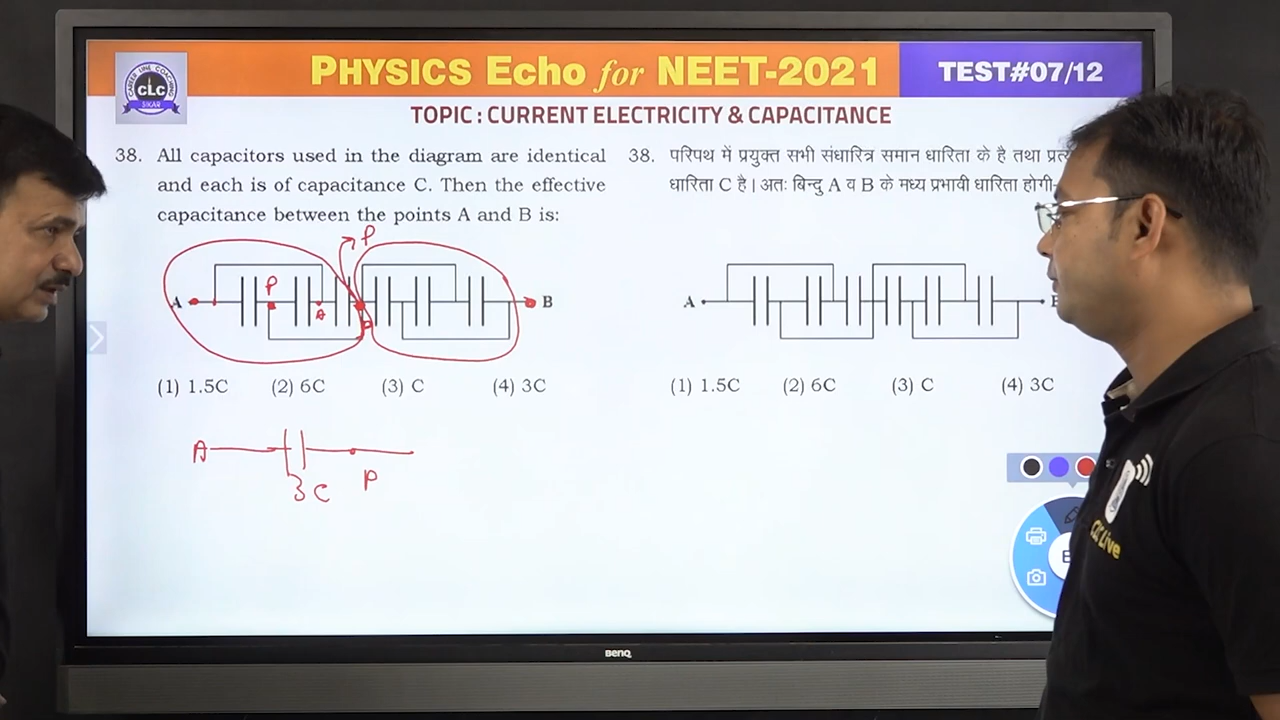 PHYSICS Echo for NEET-2021
TEST#07/12
CAREER LINE COACHING
CLC
SIKAR
TOPIC : CURRENT ELECTRICITY & CAPACITANCE
38. All capacitors used in the diagram are identical
and each is of capacitance C. Then the effective
capacitance between the points A and B is:
P
A P A B
(1) 1.5C (2) 6C (3) C (4) 3C
A
3C P
38. परिपथ में प्रयुक्त सभी संधारित्र समान धारिता के है तथा
धारिता C है। अतः बिन्दु A व B के मध्य प्रभावी धारिता होगी-
A
(1) 1.5C (2) 6C (3) C (4) 3C
CLC Live
BENQ